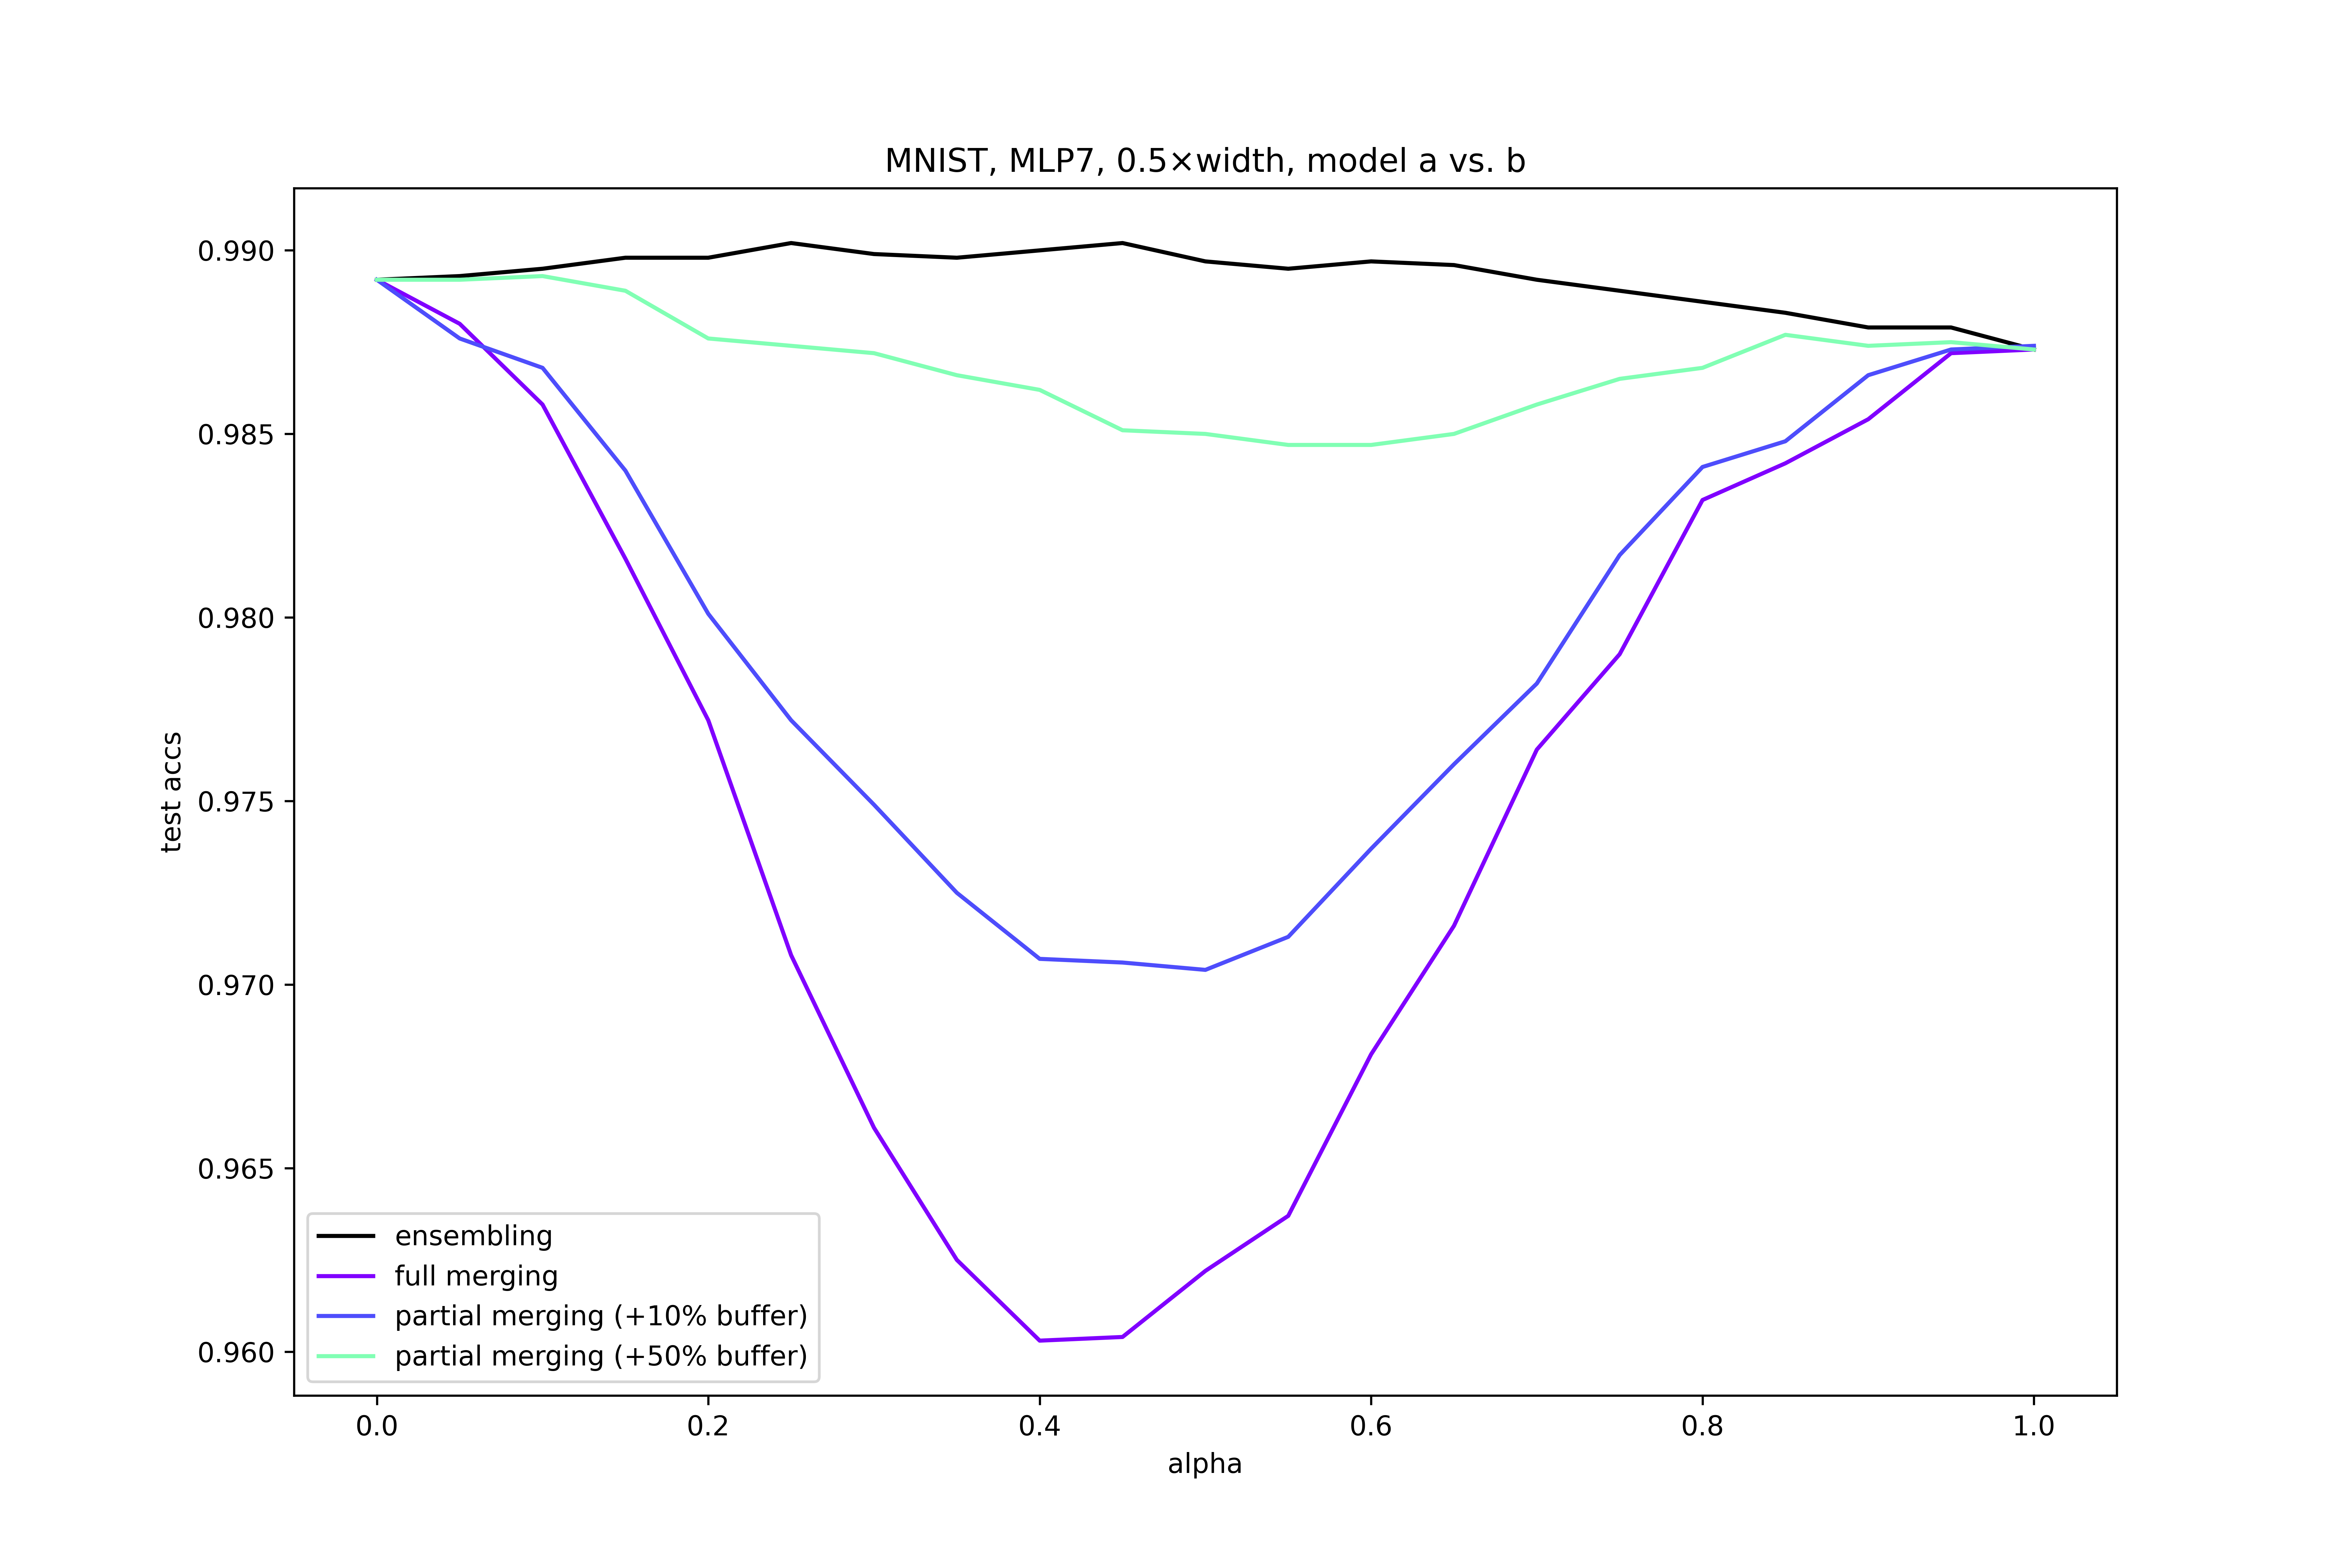 MNIST, MLP7, 0.5×width, model a vs. b
0.990
0.985
0.980
0.975
0.970
0.965
0.960
test accs
ensembling
full merging
partial merging (+10% buffer)
partial merging (+50% buffer)
0.0 0.2 0.4 0.6 0.8 1.0
alpha